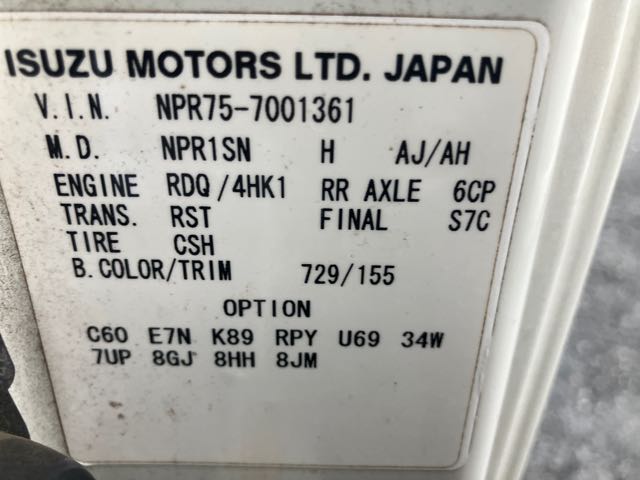 ISUZU MOTORS LTD. JAPAN
V.I.N. NPR75-7001361
M.D. NPR1SN H AJ/AH
ENGINE RDQ/4HK1 RR AXLE 6CP
TRANS. RST FINAL S7C
TIRE CSH
B.COLOR/TRIM 729/155
OPTION
C60 E7N K89 RPY U69 34W
7UP 8GJ 8HH 8JM